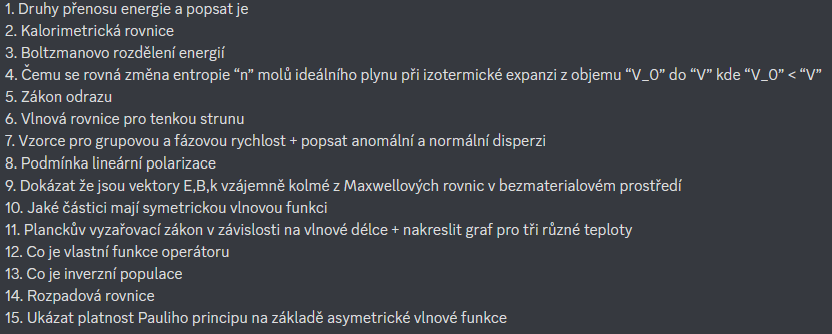 1. Druhy přenosu energie a popsat je
2. Kalorimetrická rovnice
3. Boltzmanovo rozdělení energií
4. Čemu se rovná změna entropie “n” molů ideálního plynu při izotermické expanzi z objemu “V_0” do “V” kde “V_0” < “V”
5. Zákon odrazu
6. Vlnová rovnice pro tenkou strunu
7. Vzorce pro grupovou a fázovou rychlost + popsat anomální a normální disperzi
8. Podmínka lineární polarizace
9. Dokázat že jsou vektory E,B,k vzájemně kolmé z Maxwellových rovnic v bezmaterialovém prostředí
10. Jaké částici mají symetrickou vlnovou funkci
11. Planckův vyzařovací zákon v závislosti na vlnové délce + nakreslit graf pro tři různé teploty
12. Co je vlastní funkce operátoru
13. Co je inverzní populace
14. Rozpadová rovnice
15. Ukázat platnost Pauliho principu na základě asymetrické vlnové funkce